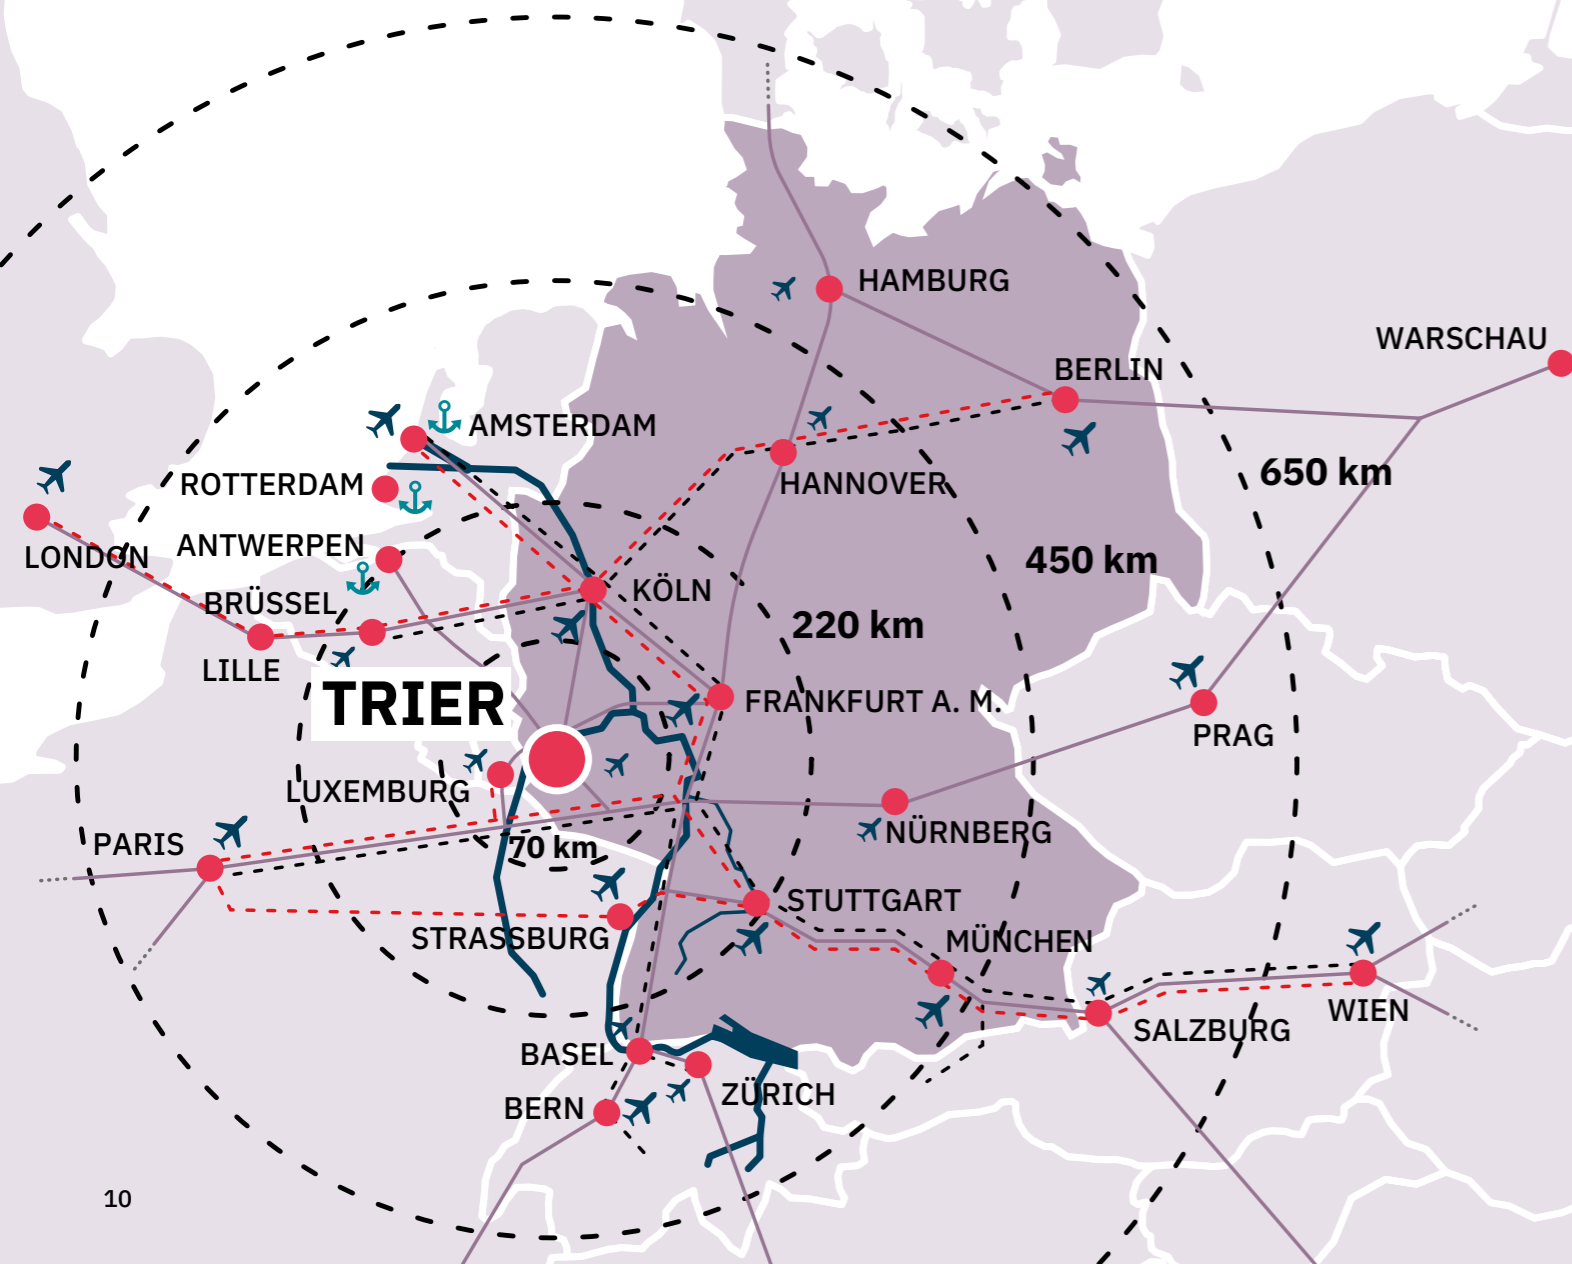 HAMBURG
WARSCHAU
BERLIN
AMSTERDAM
650 km
ROTTERDAM
HANNOVER
LONDON
ANTWERPEN
450 km
BRÜSSEL
KÖLN
220 km
LILLE
TRIER
FRANKFURT A. M.
PRAG
LUXEMBURG
NÜRNBERG
PARIS
70 km
STUTTGART
STRASSBURG
MÜNCHEN
WIEN
SALZBURG
BASEL
ZÜRICH
BERN
10